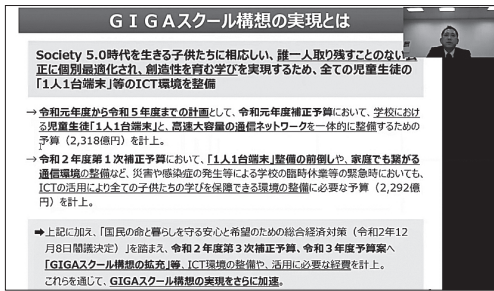 ＧＩＧＡスクール構想の実現とは
Society 5.0時代を生きる子供たちに相応しい、誰一人取り残すことのない
正に個別最適化され、創造性を育む学びを実現するため、全ての児童生徒の
「1人1台端末」等のICT環境を整備
→ 令和元年度から令和５年度までの計画として、令和元年度補正予算において、学校におけ
る児童生徒「1人1台端末」と、高速大容量の通信ネットワークを一体的に整備するための
予算（2,318億円）を計上。
→ 令和２年度第１次補正予算において、「1人1台端末」整備の前倒しや、家庭でも繋がる
通信環境の整備など、災害や感染症の発生等による学校の臨時休業等の緊急時においても、
ICTの活用により全ての子供たちの学びを保障できる環境の整備に必要な予算（2,292億
円）を計上。
➡上記に加え、「国民の命と暮らしを守る安心と希望のための総合経済対策（令和2年12
月8日閣議決定）」を踏まえ、令和２年度第３次補正予算、令和３年度予算案へ
「GIGAスクール構想の拡充」等、ICT環境の整備や、活用に必要な経費を計上。
これらを通じて、GIGAスクール構想の実現をさらに加速。